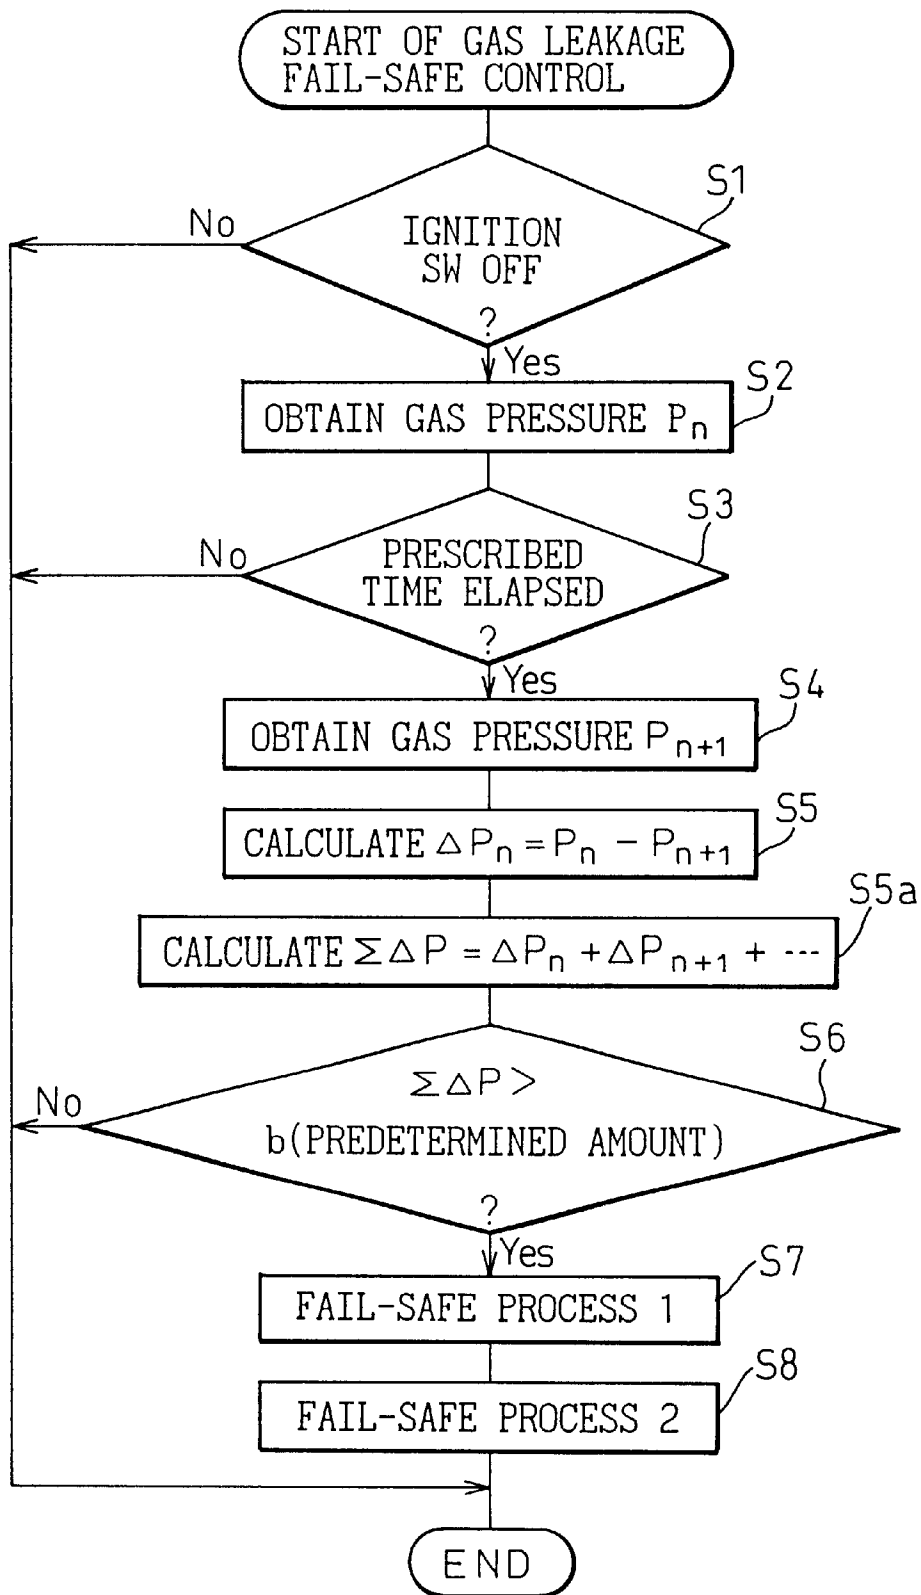 START OF GAS LEAKAGE
FAIL-SAFE CONTROL
S1
No
IGNITION
SW OFF
?
Yes
S2
OBTAIN GAS PRESSURE Pn
S3
No
PRESCRIBED
TIME ELAPSED
?
Yes
S4
OBTAIN GAS PRESSURE Pn+1
S5
CALCULATE ΔPn = Pn - Pn+1
S5a
CALCULATE ΣΔP = ΔPn + ΔPn+1 + ---
S6
No
ΣΔP >
b(PREDETERMINED AMOUNT)
?
Yes
S7
FAIL-SAFE PROCESS 1
S8
FAIL-SAFE PROCESS 2
END